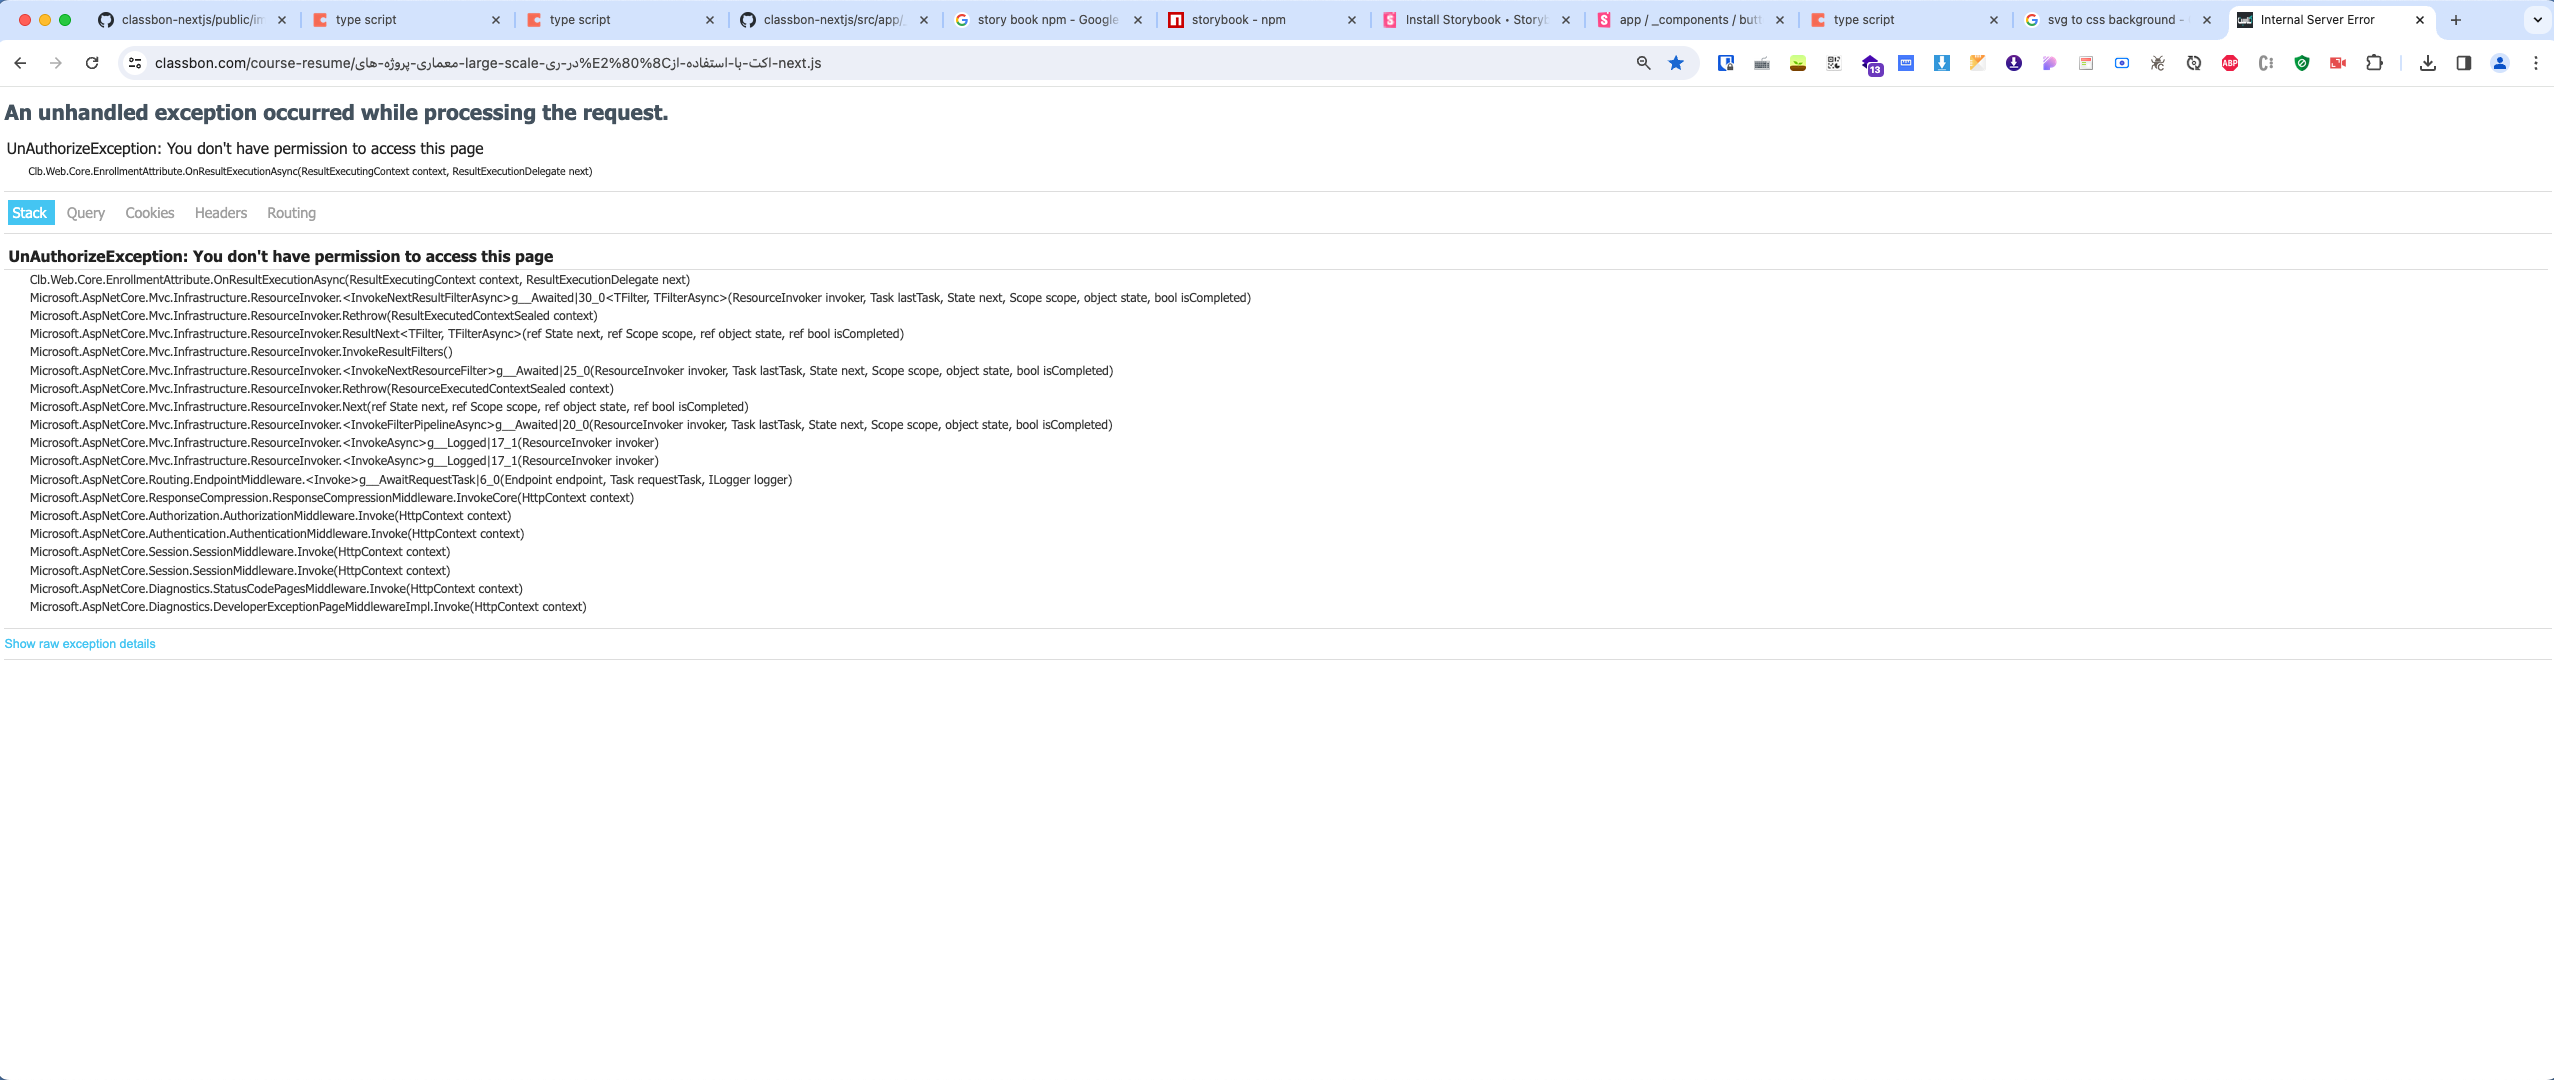 classbon-nextjs/public/im
type script
type script
classbon-nextjs/src/app/_
story book npm - Google
storybook - npm
Install Storybook • Storyb
app / _components / butt
type script
svg to css background -
Internal Server Error
classbon.com/course-resume/معماری-پروژه-های-large-scale-در-ری%E2%80%8Cاکت-با-استفاده-از-next.js
13
ABP
An unhandled exception occurred while processing the request.
UnAuthorizeException: You don't have permission to access this page
Clb.Web.Core.EnrollmentAttribute.OnResultExecutionAsync(ResultExecutingContext context, ResultExecutionDelegate next)
Stack Query Cookies Headers Routing
UnAuthorizeException: You don't have permission to access this page
Clb.Web.Core.EnrollmentAttribute.OnResultExecutionAsync(ResultExecutingContext context, ResultExecutionDelegate next)
Microsoft.AspNetCore.Mvc.Infrastructure.ResourceInvoker.<InvokeNextResultFilterAsync>g__Awaited|30_0<TFilter, TFilterAsync>(ResourceInvoker invoker, Task lastTask, State next, Scope scope, object state, bool isCompleted)
Microsoft.AspNetCore.Mvc.Infrastructure.ResourceInvoker.Rethrow(ResultExecutedContextSealed context)
Microsoft.AspNetCore.Mvc.Infrastructure.ResourceInvoker.ResultNext<TFilter, TFilterAsync>(ref State next, ref Scope scope, ref object state, ref bool isCompleted)
Microsoft.AspNetCore.Mvc.Infrastructure.ResourceInvoker.InvokeResultFilters()
Microsoft.AspNetCore.Mvc.Infrastructure.ResourceInvoker.<InvokeNextResourceFilter>g__Awaited|25_0(ResourceInvoker invoker, Task lastTask, State next, Scope scope, object state, bool isCompleted)
Microsoft.AspNetCore.Mvc.Infrastructure.ResourceInvoker.Rethrow(ResourceExecutedContextSealed context)
Microsoft.AspNetCore.Mvc.Infrastructure.ResourceInvoker.Next(ref State next, ref Scope scope, ref object state, ref bool isCompleted)
Microsoft.AspNetCore.Mvc.Infrastructure.ResourceInvoker.<InvokeFilterPipelineAsync>g__Awaited|20_0(ResourceInvoker invoker, Task lastTask, State next, Scope scope, object state, bool isCompleted)
Microsoft.AspNetCore.Mvc.Infrastructure.ResourceInvoker.<InvokeAsync>g__Logged|17_1(ResourceInvoker invoker)
Microsoft.AspNetCore.Mvc.Infrastructure.ResourceInvoker.<InvokeAsync>g__Logged|17_1(ResourceInvoker invoker)
Microsoft.AspNetCore.Routing.EndpointMiddleware.<Invoke>g__AwaitRequestTask|6_0(Endpoint endpoint, Task requestTask, ILogger logger)
Microsoft.AspNetCore.ResponseCompression.ResponseCompressionMiddleware.InvokeCore(HttpContext context)
Microsoft.AspNetCore.Authorization.AuthorizationMiddleware.Invoke(HttpContext context)
Microsoft.AspNetCore.Authentication.AuthenticationMiddleware.Invoke(HttpContext context)
Microsoft.AspNetCore.Session.SessionMiddleware.Invoke(HttpContext context)
Microsoft.AspNetCore.Session.SessionMiddleware.Invoke(HttpContext context)
Microsoft.AspNetCore.Diagnostics.StatusCodePagesMiddleware.Invoke(HttpContext context)
Microsoft.AspNetCore.Diagnostics.DeveloperExceptionPageMiddlewareImpl.Invoke(HttpContext context)
Show raw exception details